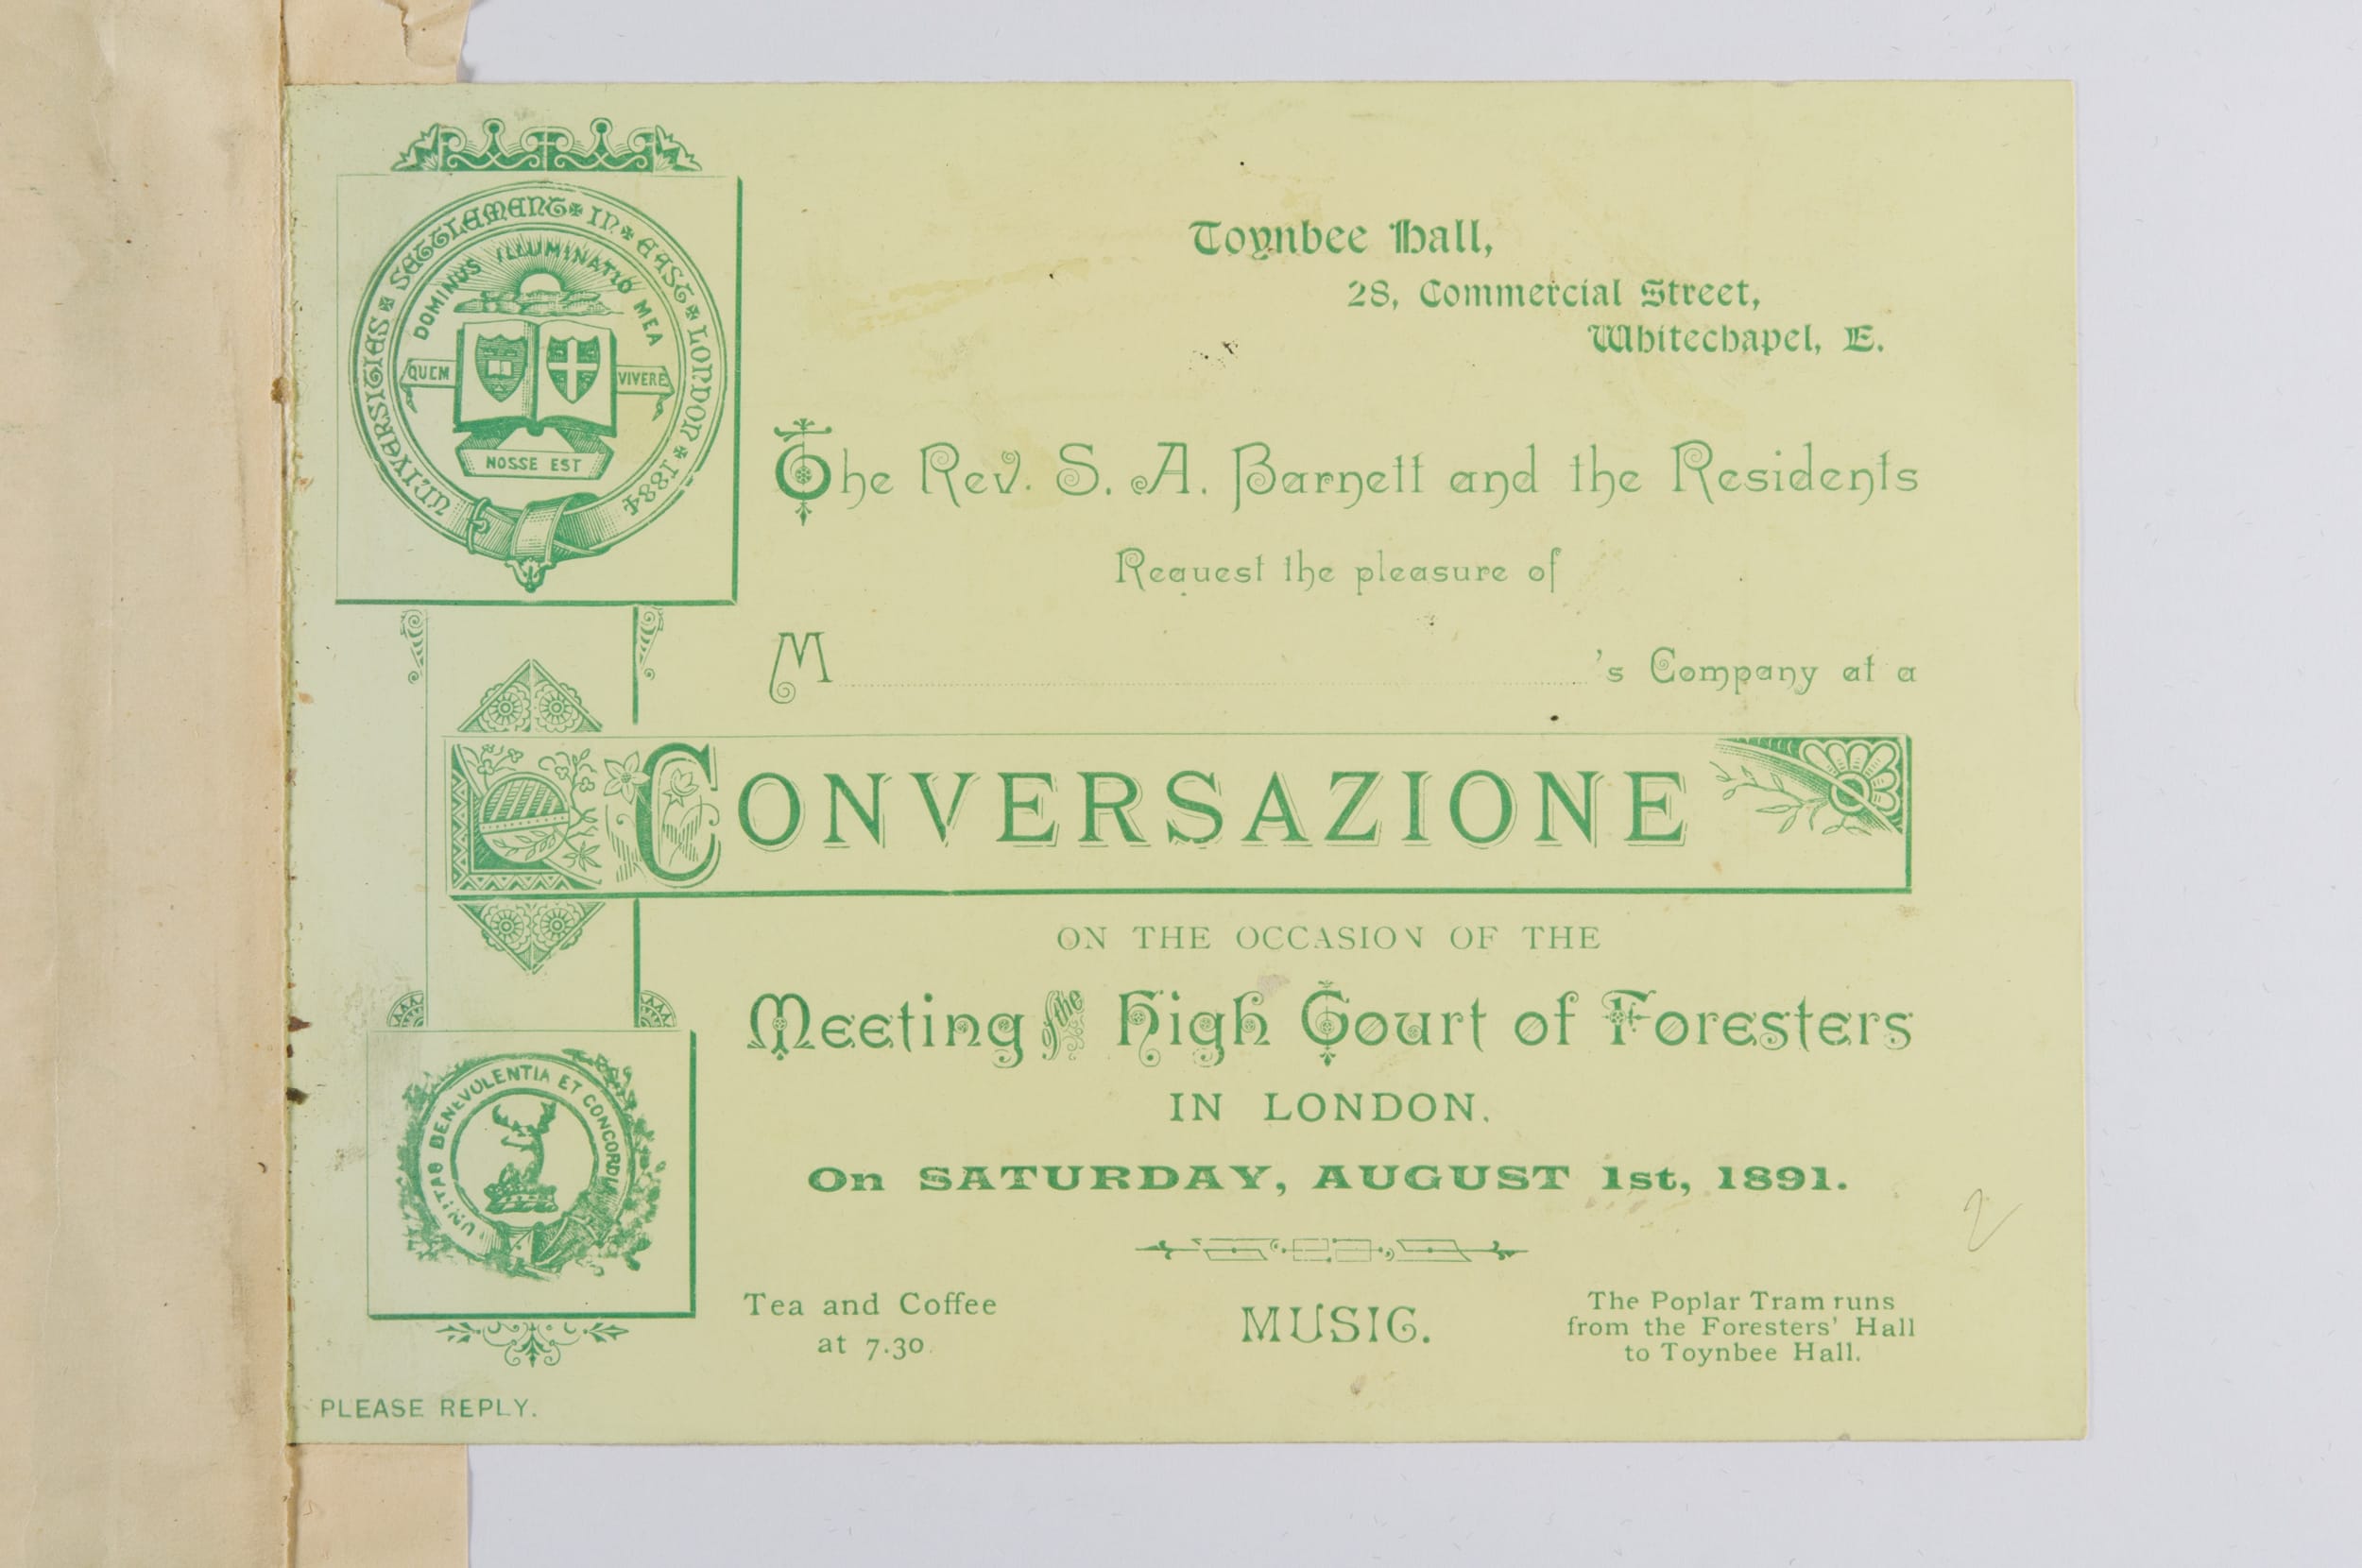 UNIVERSITIES SETTLEMENT IN EAST LONDON 1884
DOMINUS ILLUMINATIO MEA
QUEM VIVERE
NOSSE EST
Toynbee Hall,
28, Commercial Street,
Whitechapel, E.
The Rev. S. A. Barnett and the Residents
Request the pleasure of
M 's Company at a
CONVERSAZIONE
ON THE OCCASION OF THE
Meeting of the High Court of Foresters
IN LONDON.
On SATURDAY, AUGUST 1st, 1891.
UNITAS BENEVOLENTIA ET CONCORDIA
Tea and Coffee
at 7.30.
MUSIC.
The Poplar Tram runs
from the Foresters' Hall
to Toynbee Hall.
PLEASE REPLY.
2